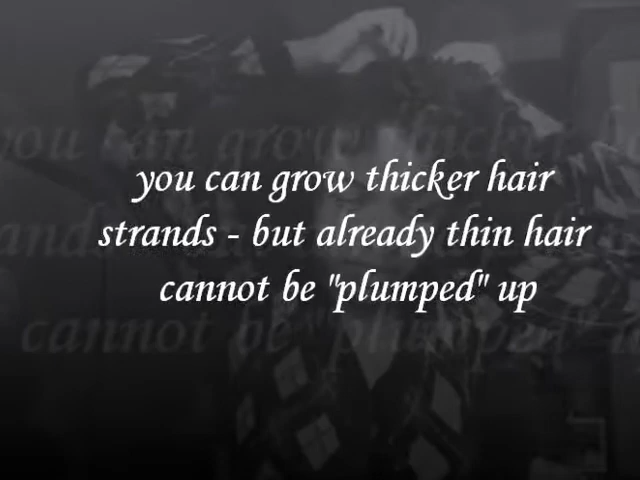 you can grow thicker hair
strands - but already thin hair
cannot be "plumped" up